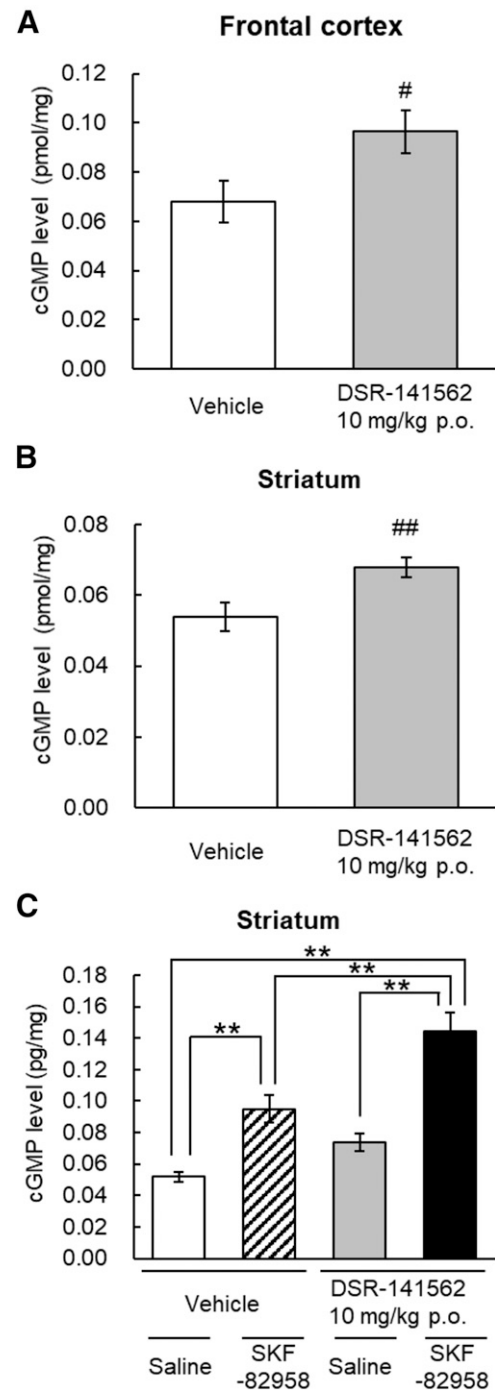 A
Frontal cortex
cGMP level (pmol/mg)
0.12
0.10
0.08
0.06
0.04
0.02
0.00
#
Vehicle
DSR-141562
10 mg/kg p.o.
B
Striatum
cGMP level (pmol/mg)
0.08
0.06
0.04
0.02
0.00
##
Vehicle
DSR-141562
10 mg/kg p.o.
C
Striatum
cGMP level (pg/mg)
0.18
0.16
0.14
0.12
0.10
0.08
0.06
0.04
0.02
0.00
**
**
**
**
Vehicle
DSR-141562
10 mg/kg p.o.
Saline
SKF
-82958
Saline
SKF
-82958